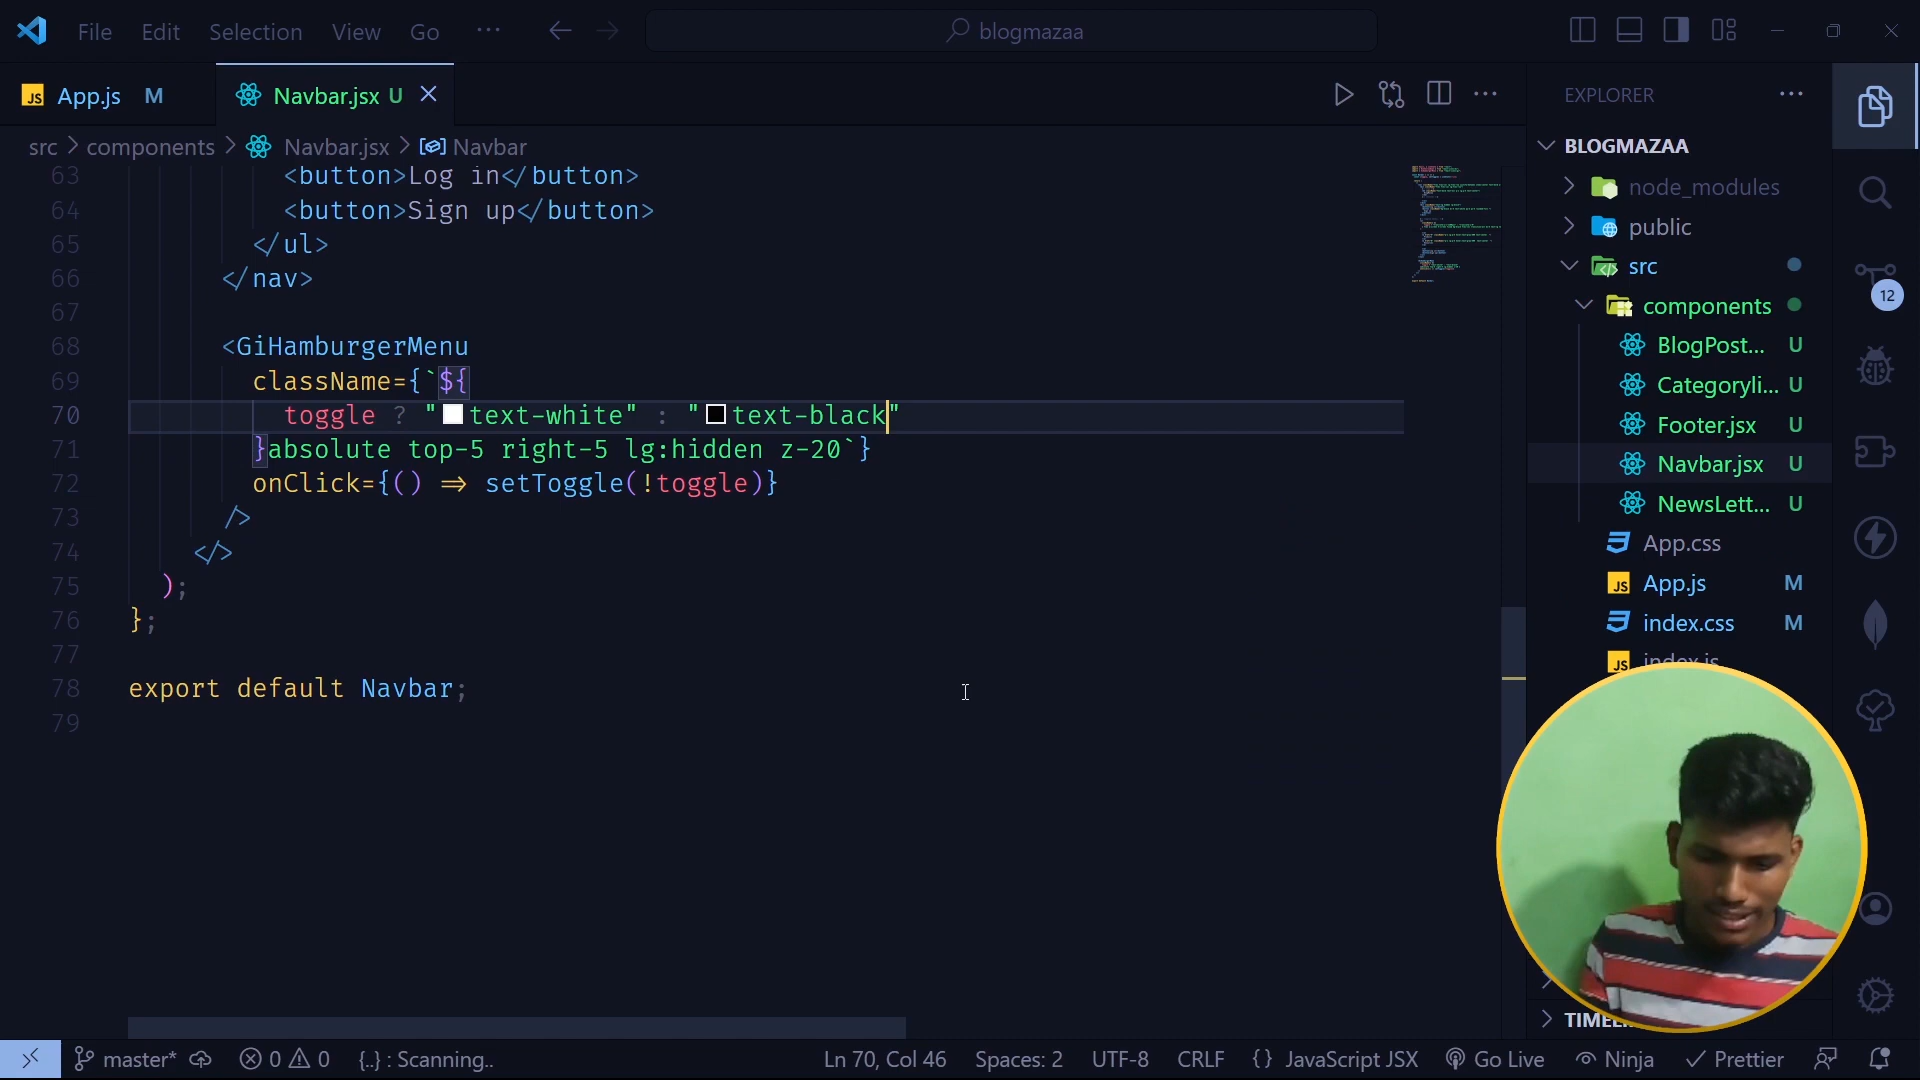 File Edit Selection View Go ··· blogmazaa
JS App.js M Navbar.jsx U
EXPLORER
src > components > Navbar.jsx > Navbar
BLOGMAZAA
63 <button>Log in</button>
64 <button>Sign up</button>
65 </ul>
66 </nav>
67
68 <GiHamburgerMenu
69 className={`${
70 toggle ? "text-white" : "text-black"
71 }absolute top-5 right-5 lg:hidden z-20`}
72 onClick={() => setToggle(!toggle)}
73 />
74 </>
75 );
76 };
77
78 export default Navbar;
79
node_modules
public
src
components
BlogPost... U
Categoryli... U
Footer.jsx U
Navbar.jsx U
NewsLett... U
App.css
JS App.js M
index.css M
JS index.js
12
master* 0 0 {..} : Scanning.. Ln 70, Col 46 Spaces: 2 UTF-8 CRLF {} JavaScript JSX Go Live Ninja Prettier